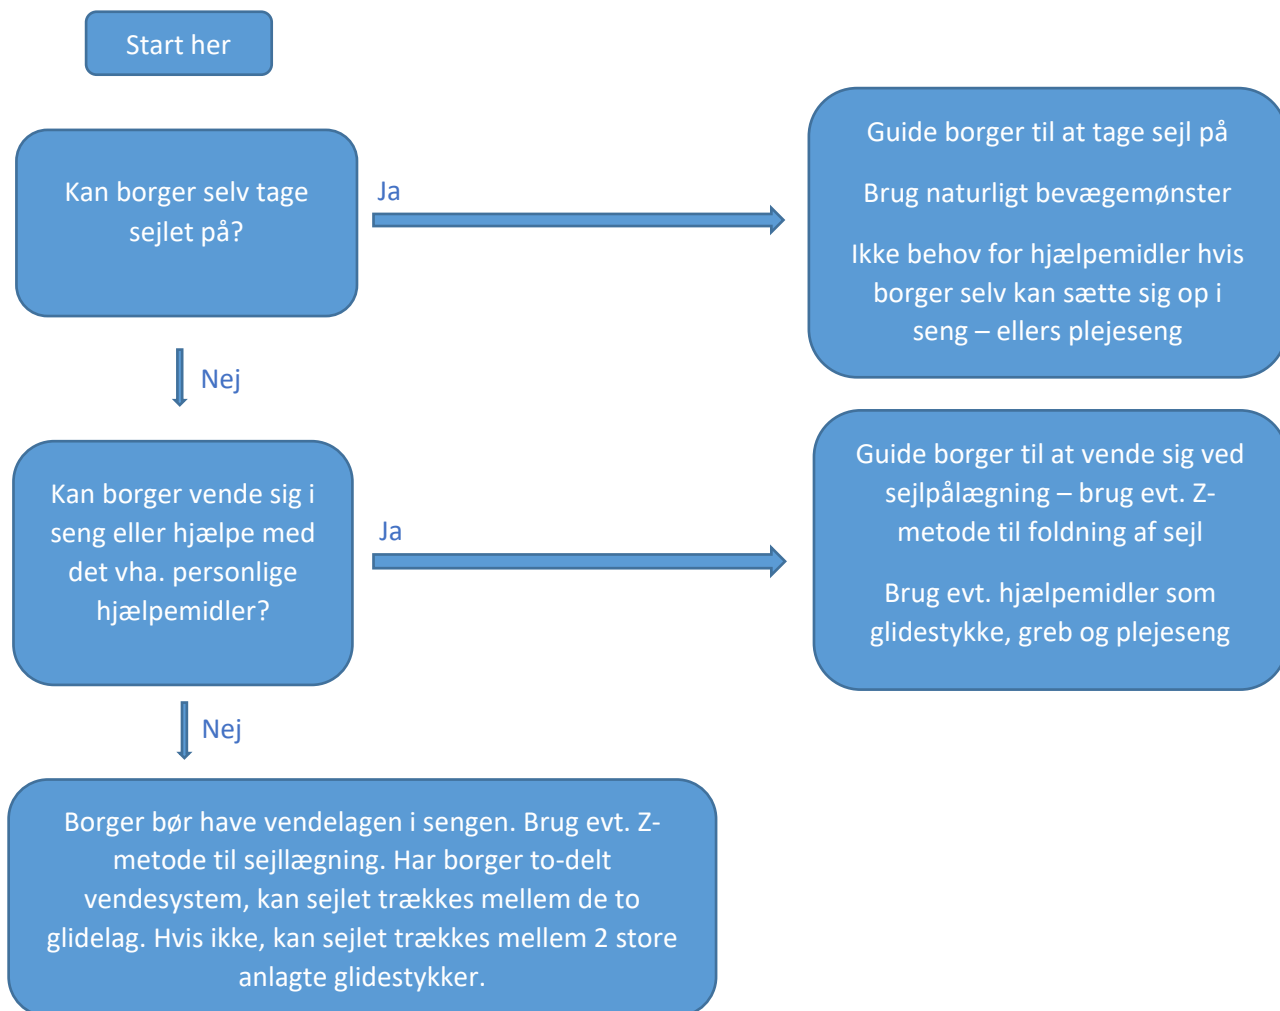 Start her
Kan borger selv tage
sejlet på?
Ja
Guide borger til at tage sejl på
Brug naturligt bevægemønster
Ikke behov for hjælpemidler hvis
borger selv kan sætte sig op i
seng – ellers plejeseng
Nej
Kan borger vende sig i
seng eller hjælpe med
det vha. personlige
hjælpemidler?
Ja
Guide borger til at vende sig ved
sejlpålægning – brug evt. Z-
metode til foldning af sejl
Brug evt. hjælpemidler som
glidestykke, greb og plejeseng
Nej
Borger bør have vendelagen i sengen. Brug evt. Z-
metode til sejllægning. Har borger to-delt
vendesystem, kan sejlet trækkes mellem de to
glidelag. Hvis ikke, kan sejlet trækkes mellem 2 store
anlagte glidestykker.